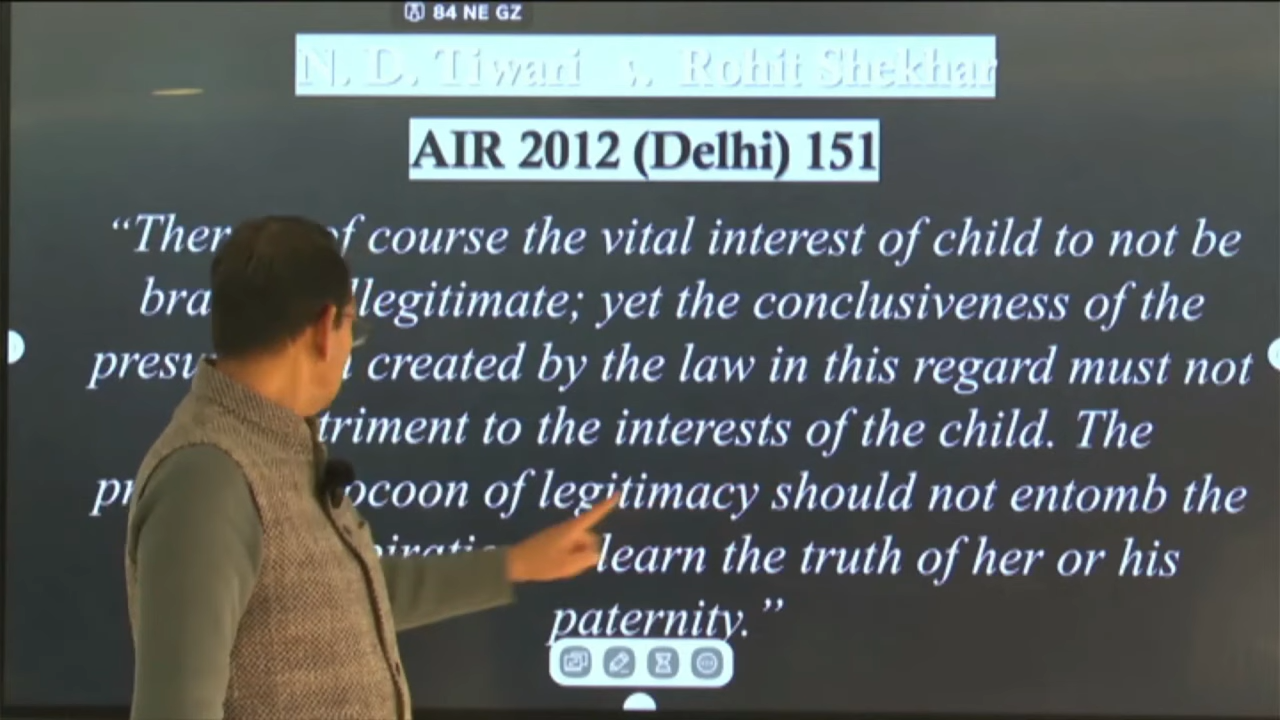 84 NE GZ
N. D. Tiwari v. Rohit Shekhar
AIR 2012 (Delhi) 151
“Ther of course the vital interest of child to not be
bra llegitimate; yet the conclusiveness of the
presu created by the law in this regard must not
triment to the interests of the child. The
pr ocoon of legitimacy should not entomb the
learn the truth of her or his
paternity.”